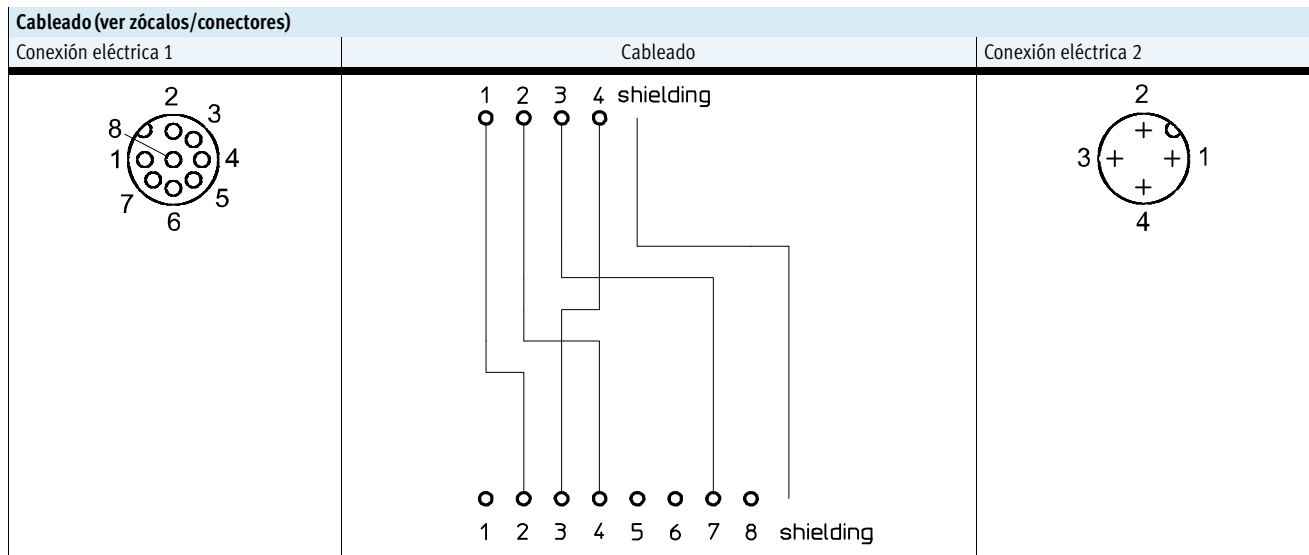 Cableado (ver zócalos/conectores)
Conexión eléctrica 1 Cableado Conexión eléctrica 2
2
8 3
1 4
7 5
6
1 2 3 4 shielding
1 2 3 4 5 6 7 8 shielding
2
3 1
4